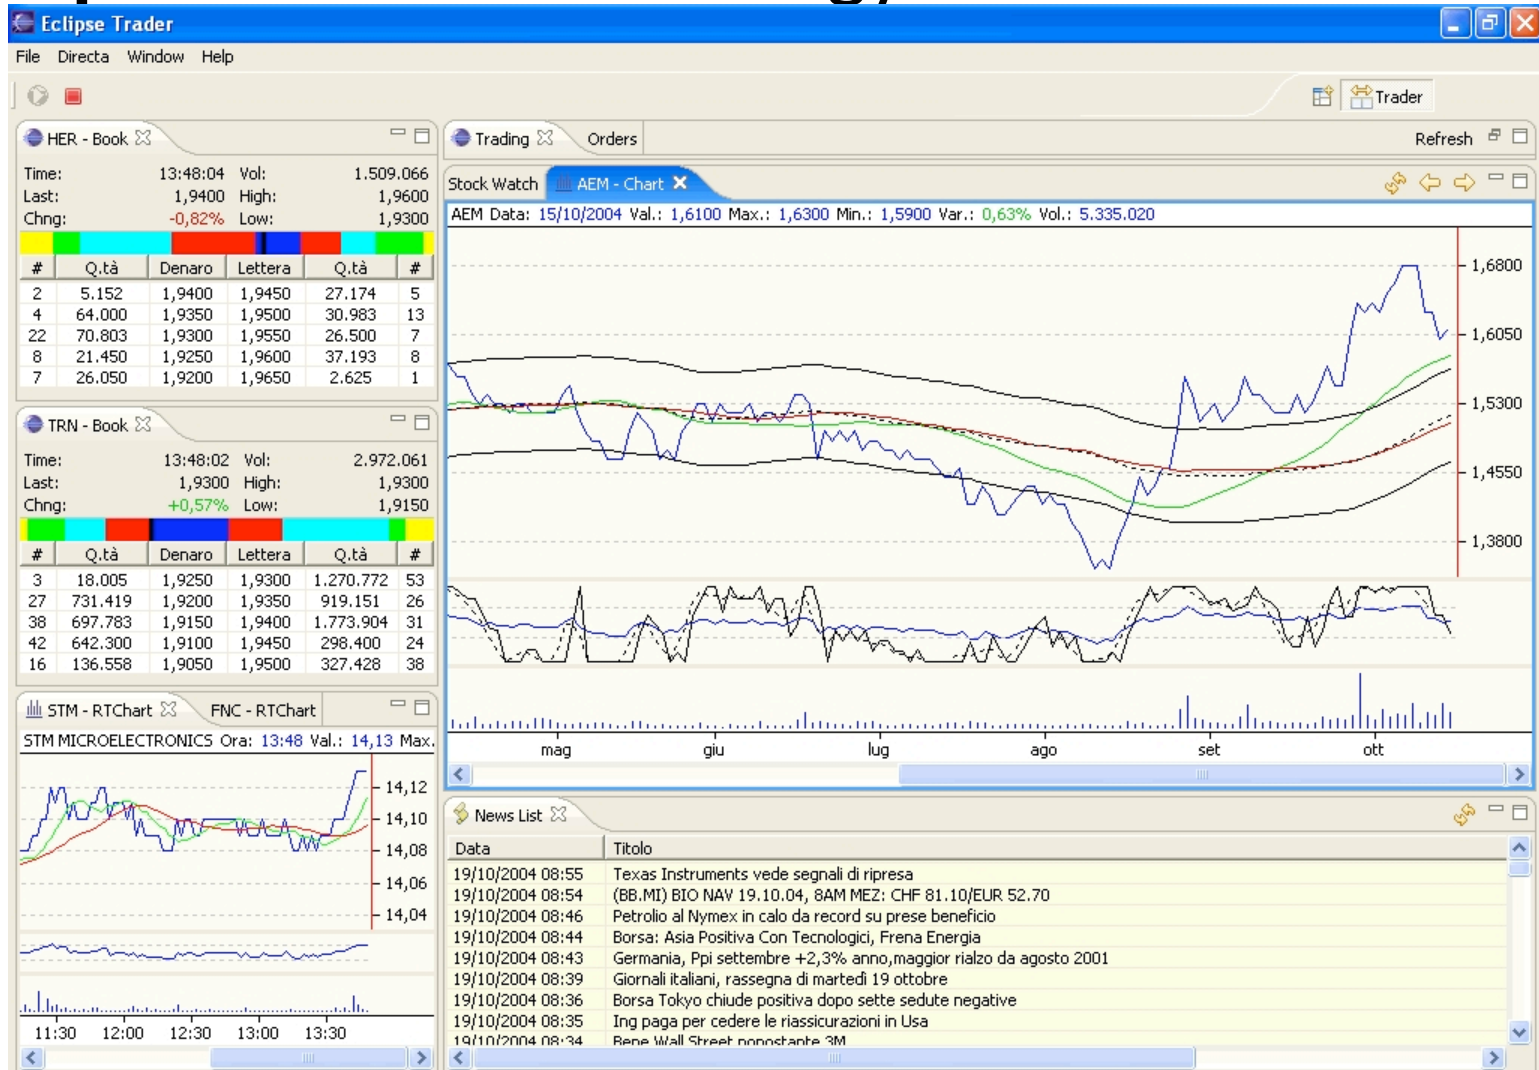 Eclipse Trader
File Directa Window Help
Trader
HER - Book
Time: 13:48:04 Vol: 1.509.066
Last: 1,9400 High: 1,9600
Chng: -0,82% Low: 1,9300
# Q.tà Denaro Lettera Q.tà #
2 5.152 1,9400 1,9450 27.174 5
4 64.000 1,9350 1,9500 30.983 13
22 70.803 1,9300 1,9550 26.500 7
8 21.450 1,9250 1,9600 37.193 8
7 26.050 1,9200 1,9650 2.625 1
TRN - Book
Time: 13:48:02 Vol: 2.972.061
Last: 1,9300 High: 1,9300
Chng: +0,57% Low: 1,9150
# Q.tà Denaro Lettera Q.tà #
3 18.005 1,9250 1,9300 1.270.772 53
27 731.419 1,9200 1,9350 919.151 26
38 697.783 1,9150 1,9400 1.773.904 31
42 642.300 1,9100 1,9450 298.400 24
16 136.558 1,9050 1,9500 327.428 38
STM - RTChart FNC - RTChart
STM MICROELECTRONICS Ora: 13:48 Val.: 14,13 Max.
14,12
14,10
14,08
14,06
14,04
11:30 12:00 12:30 13:00 13:30
Trading Orders Refresh
Stock Watch AEM - Chart
AEM Data: 15/10/2004 Val.: 1,6100 Max.: 1,6300 Min.: 1,5900 Var.: 0,63% Vol.: 5.335.020
1,6800
1,6050
1,5300
1,4550
1,3800
mag giu lug ago set ott
News List
Data Titolo
19/10/2004 08:55 Texas Instruments vede segnali di ripresa
19/10/2004 08:54 (BB.MI) BIO NAV 19.10.04, 8AM MEZ: CHF 81.10/EUR 52.70
19/10/2004 08:46 Petrolio al Nymex in calo da record su prese beneficio
19/10/2004 08:44 Borsa: Asia Positiva Con Tecnologici, Frena Energia
19/10/2004 08:43 Germania, Ppi settembre +2,3% anno,maggior rialzo da agosto 2001
19/10/2004 08:39 Giornali italiani, rassegna di martedì 19 ottobre
19/10/2004 08:36 Borsa Tokyo chiude positiva dopo sette sedute negative
19/10/2004 08:35 Ing paga per cedere le riassicurazioni in Usa
19/10/2004 08:34 Bene Wall Street nonostante 3M